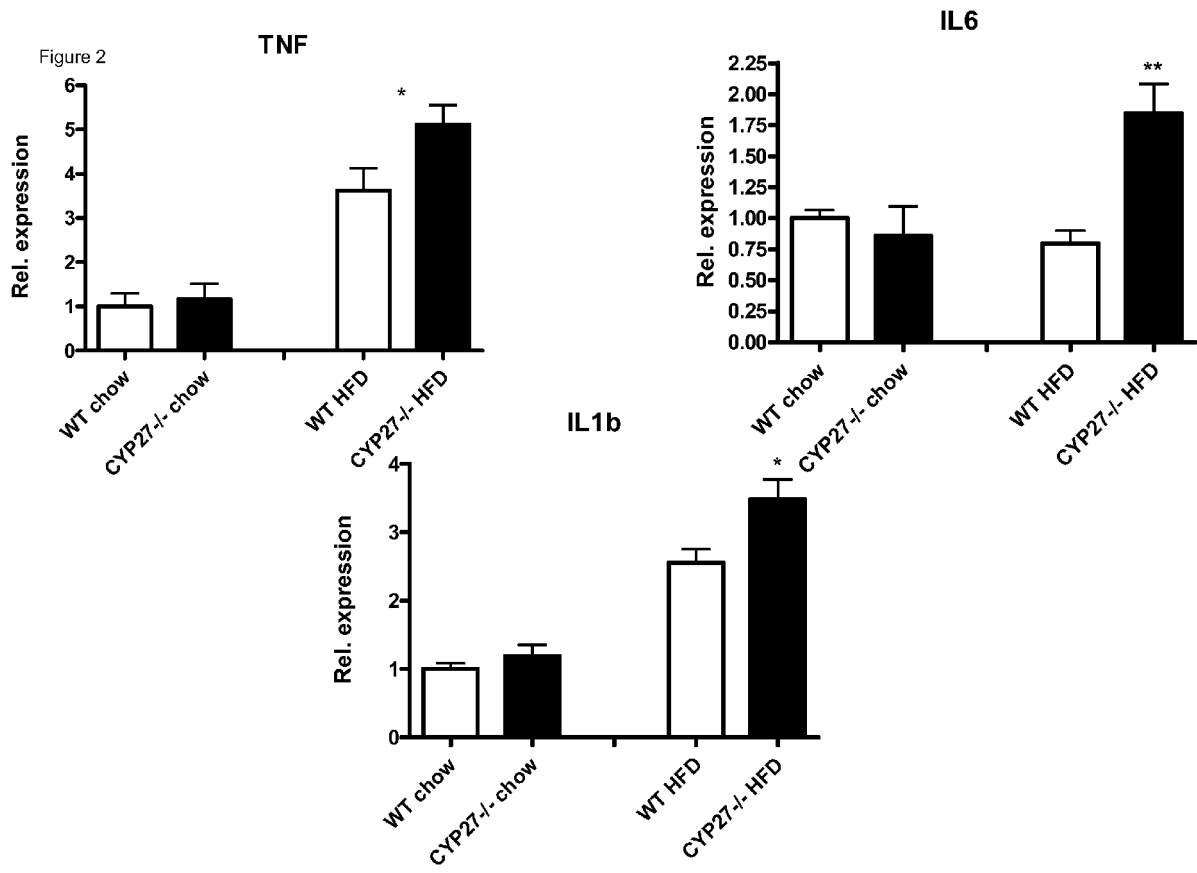 Figure 2
TNF
*
6
5
4
3
2
1
0
Rel. expression
WT chow
CYP27-/- chow
WT HFD
CYP27-/- HFD
IL6
**
2.25
2.00
1.75
1.50
1.25
1.00
0.75
0.50
0.25
0.00
Rel. expression
WT chow
CYP27-/- chow
WT HFD
CYP27-/- HFD
IL1b
*
4
3
2
1
0
Rel. expression
WT chow
CYP27-/- chow
WT HFD
CYP27-/- HFD